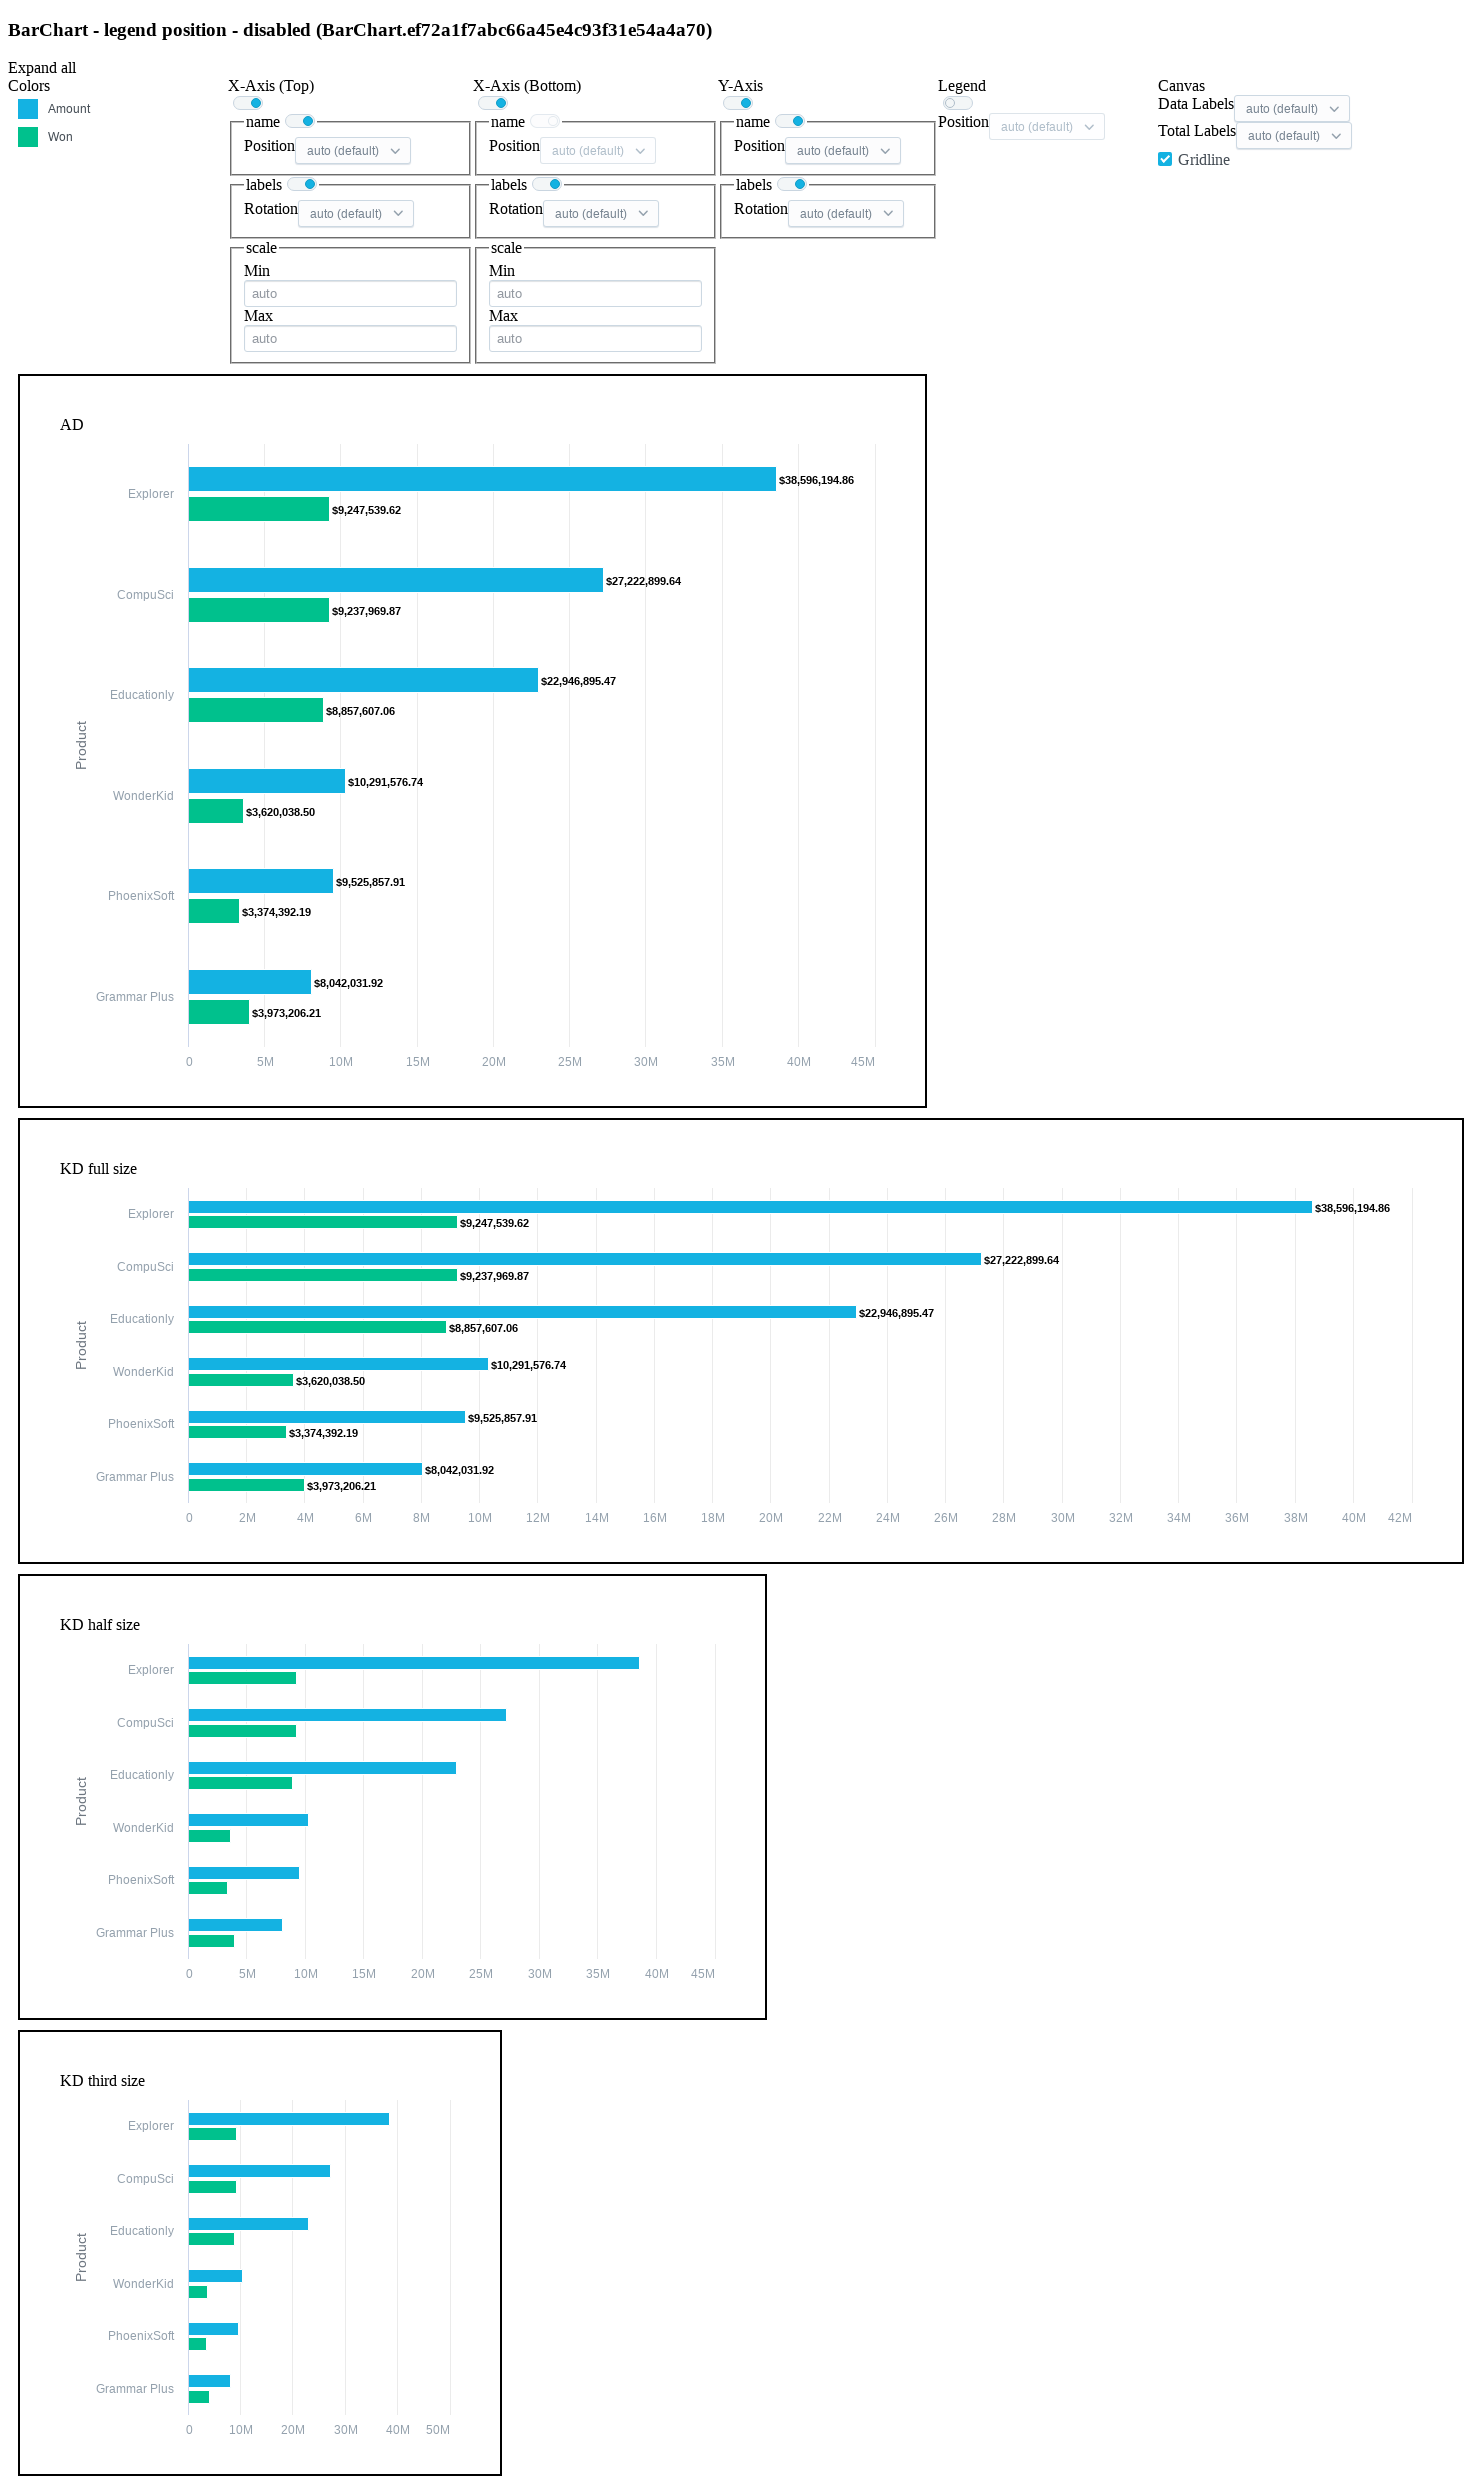 BarChart - legend position - disabled (BarChart.ef72a1f7abc66a45e4c93f31e54a4a70)
Expand all
Colors
Amount
Won
X-Axis (Top)
name
Position auto (default)
labels
Rotation auto (default)
scale
Min
auto
Max
auto
X-Axis (Bottom)
name
Position auto (default)
labels
Rotation auto (default)
scale
Min
auto
Max
auto
Y-Axis
name
Position auto (default)
labels
Rotation auto (default)
Legend
Position auto (default)
Canvas
Data Labels auto (default)
Total Labels auto (default)
Gridline
AD
Product
Explorer
$38,596,194.86
$9,247,539.62
CompuSci
$27,222,899.64
$9,237,969.87
Educationly
$22,946,895.47
$8,857,607.06
WonderKid
$10,291,576.74
$3,620,038.50
PhoenixSoft
$9,525,857.91
$3,374,392.19
Grammar Plus
$8,042,031.92
$3,973,206.21
0 5M 10M 15M 20M 25M 30M 35M 40M 45M
KD full size
Product
Explorer
$38,596,194.86
$9,247,539.62
CompuSci
$27,222,899.64
$9,237,969.87
Educationly
$22,946,895.47
$8,857,607.06
WonderKid
$10,291,576.74
$3,620,038.50
PhoenixSoft
$9,525,857.91
$3,374,392.19
Grammar Plus
$8,042,031.92
$3,973,206.21
0 2M 4M 6M 8M 10M 12M 14M 16M 18M 20M 22M 24M 26M 28M 30M 32M 34M 36M 38M 40M 42M
KD half size
Product
Explorer
CompuSci
Educationly
WonderKid
PhoenixSoft
Grammar Plus
0 5M 10M 15M 20M 25M 30M 35M 40M 45M
KD third size
Product
Explorer
CompuSci
Educationly
WonderKid
PhoenixSoft
Grammar Plus
0 10M 20M 30M 40M 50M